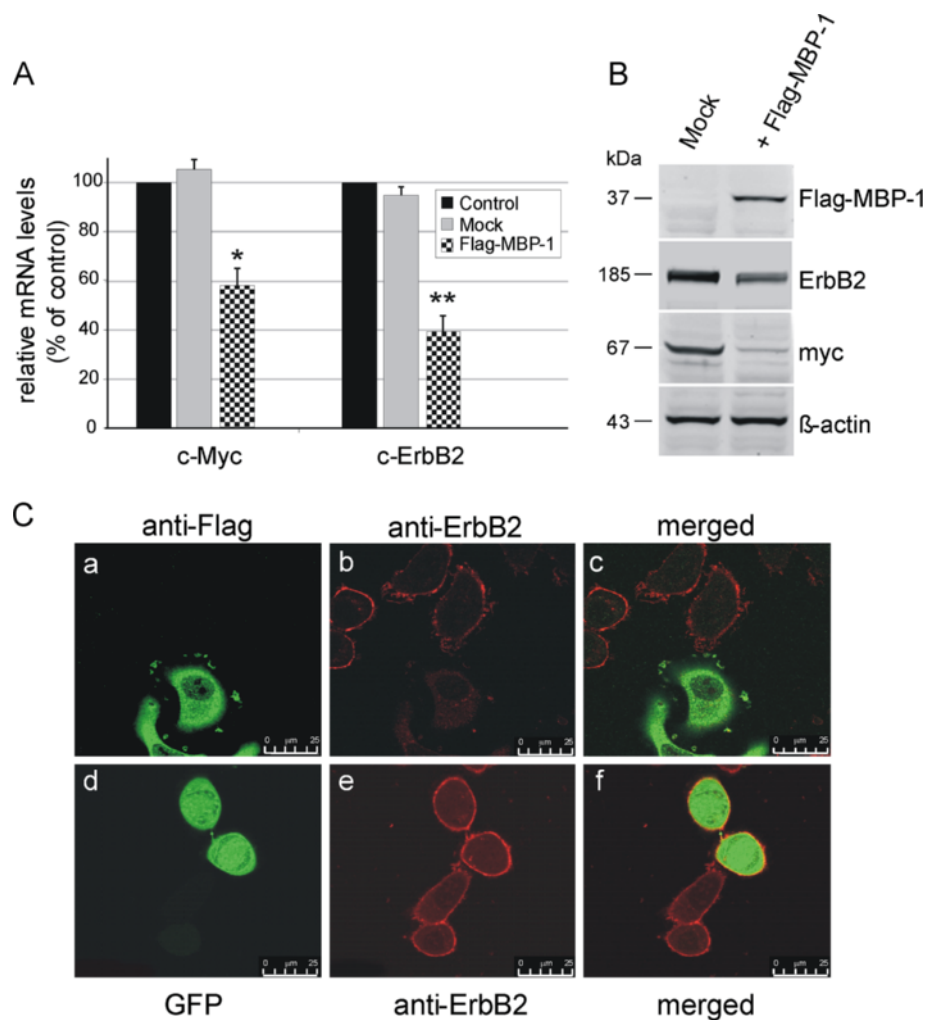 A
relative mRNA levels
(% of control)
100
80
60
40
20
0
*
**
Control
Mock
Flag-MBP-1
c-Myc
c-ErbB2
B
Mock
+ Flag-MBP-1
kDa
37
Flag-MBP-1
185
ErbB2
67
myc
43
ß-actin
C
anti-Flag
anti-ErbB2
merged
a
0 µm 25
b
0 µm 25
c
0 µm 25
d
0 µm 25
e
0 µm 25
f
0 µm 25
GFP
anti-ErbB2
merged